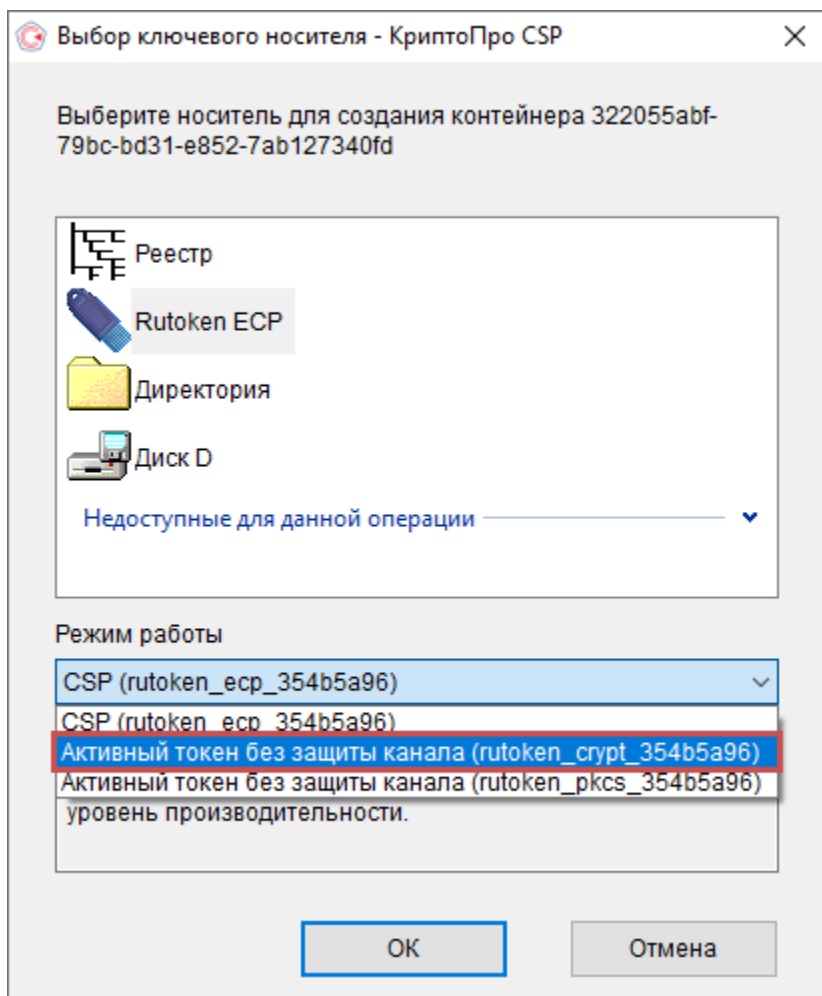 Выбор ключевого носителя - КриптоПро CSP
Выберите носитель для создания контейнера 322055abf-
79bc-bd31-e852-7ab127340fd
Реестр
Rutoken ECP
Директория
Диск D
Недоступные для данной операции
Режим работы
CSP (rutoken_ecp_354b5a96)
CSP (rutoken_ecp_354b5a96)
Активный токен без защиты канала (rutoken_crypt_354b5a96)
Активный токен без защиты канала (rutoken_pkcs_354b5a96)
уровень производительности.
ОК
Отмена